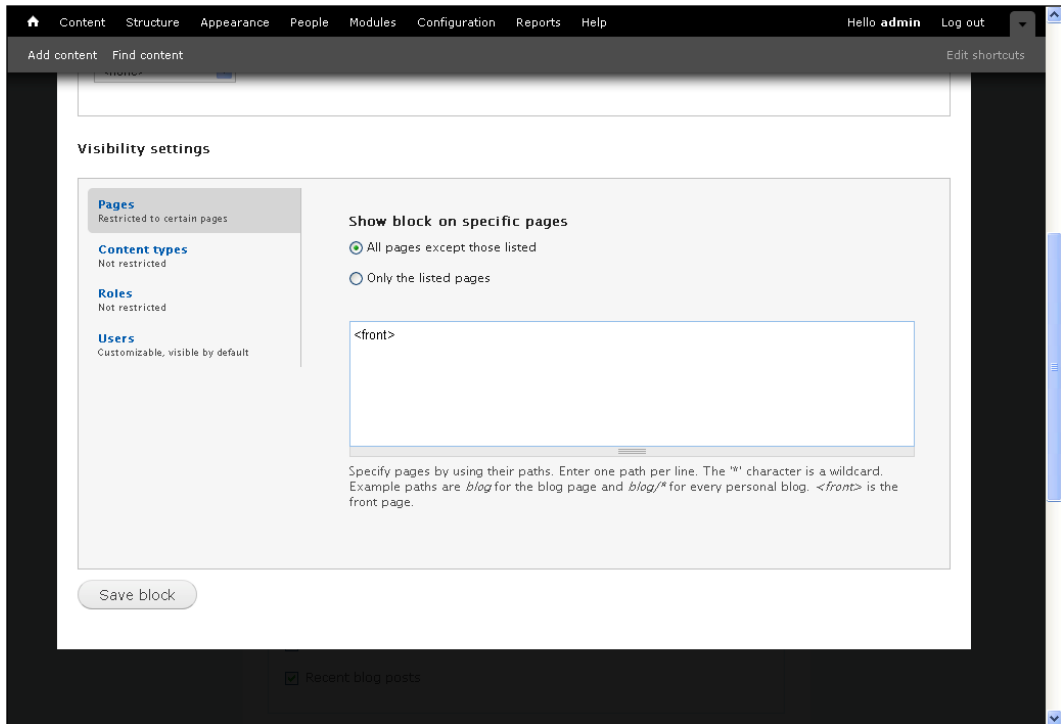 Content Structure Appearance People Modules Configuration Reports Help Hello admin Log out
Add content Find content Edit shortcuts
<none>
Visibility settings
Pages
Restricted to certain pages
Content types
Not restricted
Roles
Not restricted
Users
Customizable, visible by default
Show block on specific pages
All pages except those listed
Only the listed pages
<front>
Specify pages by using their paths. Enter one path per line. The '*' character is a wildcard.
Example paths are blog for the blog page and blog/* for every personal blog. <front> is the
front page.
Save block
Recent blog posts